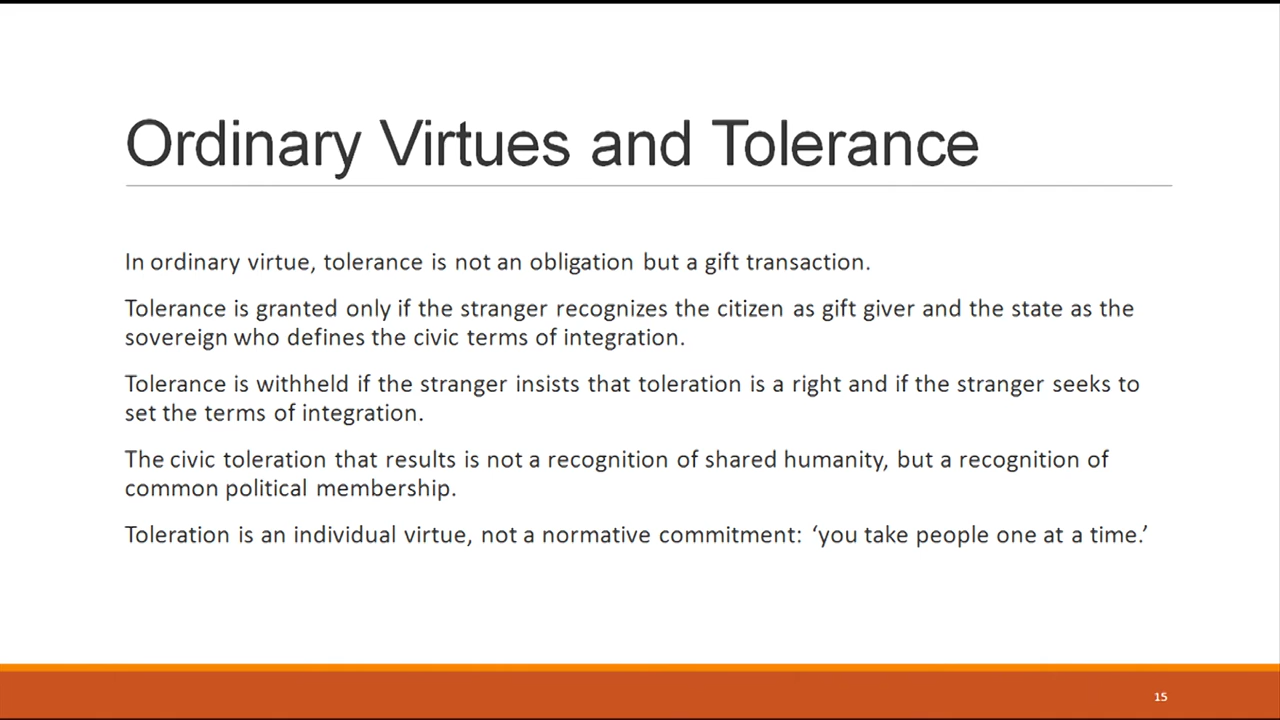 Ordinary Virtues and Tolerance
In ordinary virtue, tolerance is not an obligation but a gift transaction.
Tolerance is granted only if the stranger recognizes the citizen as gift giver and the state as the
sovereign who defines the civic terms of integration.
Tolerance is withheld if the stranger insists that toleration is a right and if the stranger seeks to
set the terms of integration.
The civic toleration that results is not a recognition of shared humanity, but a recognition of
common political membership.
Toleration is an individual virtue, not a normative commitment: ‘you take people one at a time.’
15